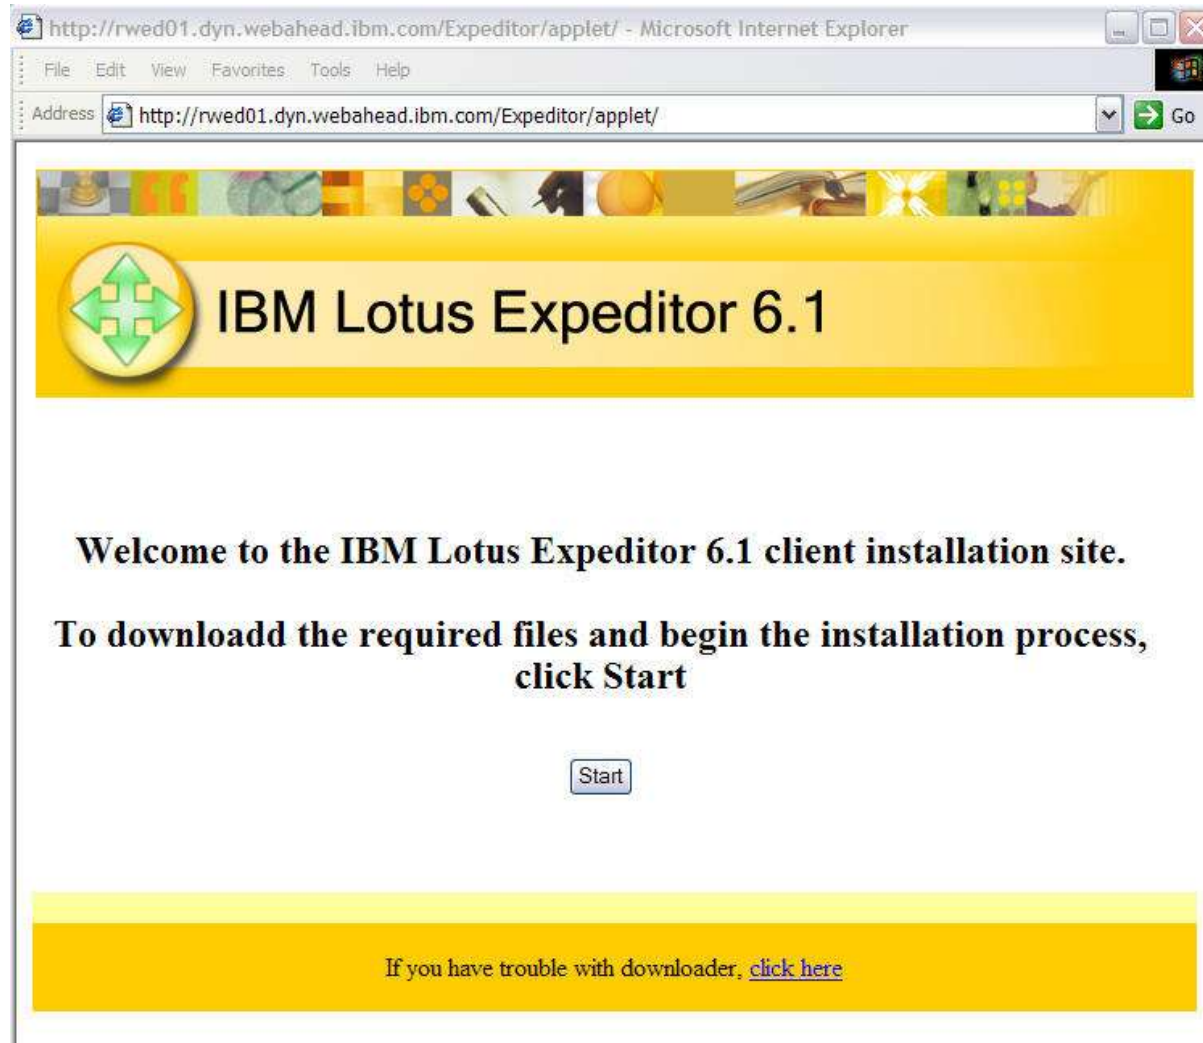 http://rwed01.dyn.webahead.ibm.com/Expeditor/applet/ - Microsoft Internet Explorer
File Edit View Favorites Tools Help
Address http://rwed01.dyn.webahead.ibm.com/Expeditor/applet/ Go
IBM Lotus Expeditor 6.1
Welcome to the IBM Lotus Expeditor 6.1 client installation site.
To downloadd the required files and begin the installation process,
click Start
Start
If you have trouble with downloader, click here